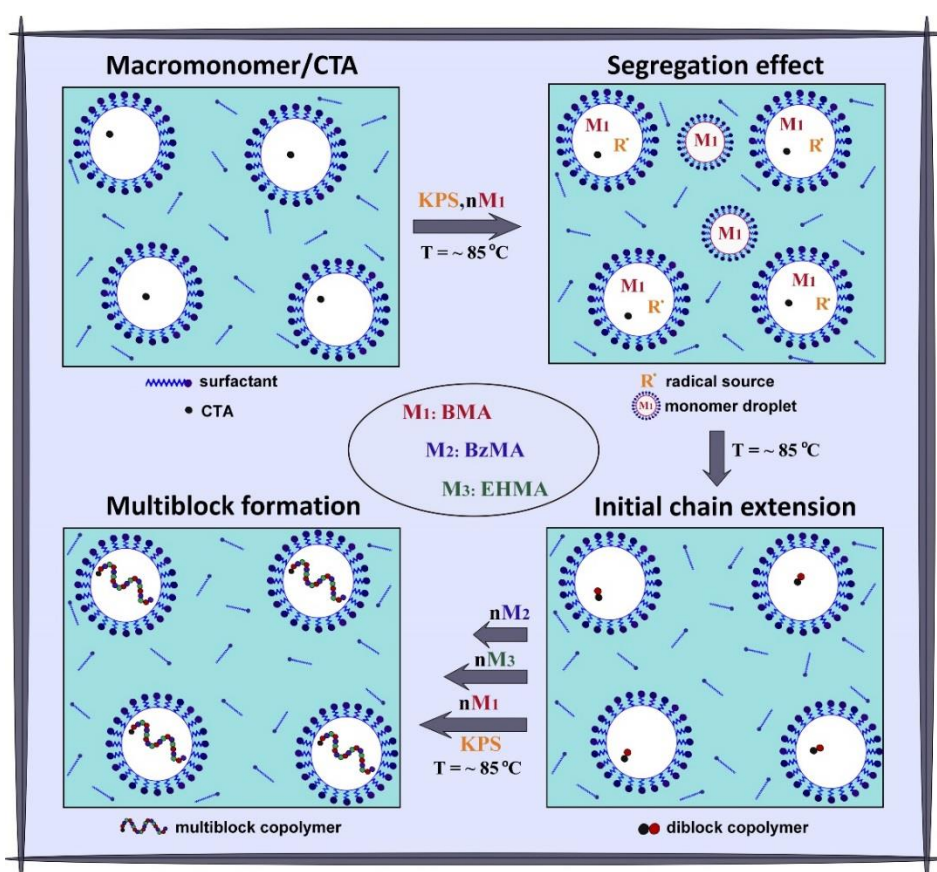 Macromonomer/CTA
Segregation effect
M₁
R•
M₁
M₁
R•
M₁
M₁
R•
M₁
R•
KPS,nM₁
T = ~ 85 °C
surfactant
CTA
R• radical source
M₁ monomer droplet
M₁: BMA
M₂: BzMA
M₃: EHMA
T = ~ 85 °C
Multiblock formation
Initial chain extension
nM₂
nM₃
nM₁
KPS
T = ~ 85 °C
multiblock copolymer
diblock copolymer